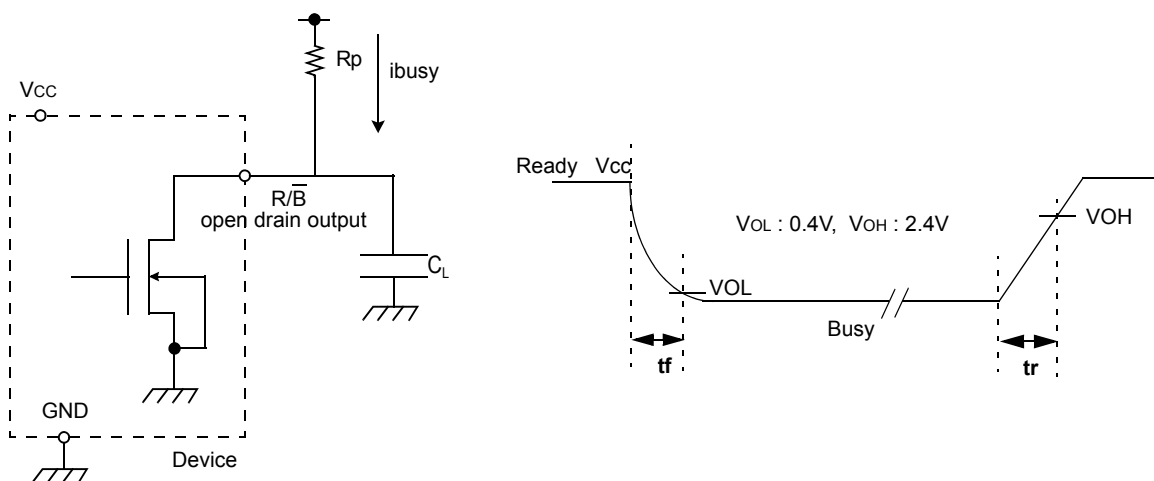 Rp
ibusy
VCC
R/B̅
open drain output
CL
GND
Device
Ready Vcc
VOL : 0.4V, VOH : 2.4V
VOH
VOL
Busy
tf
tr